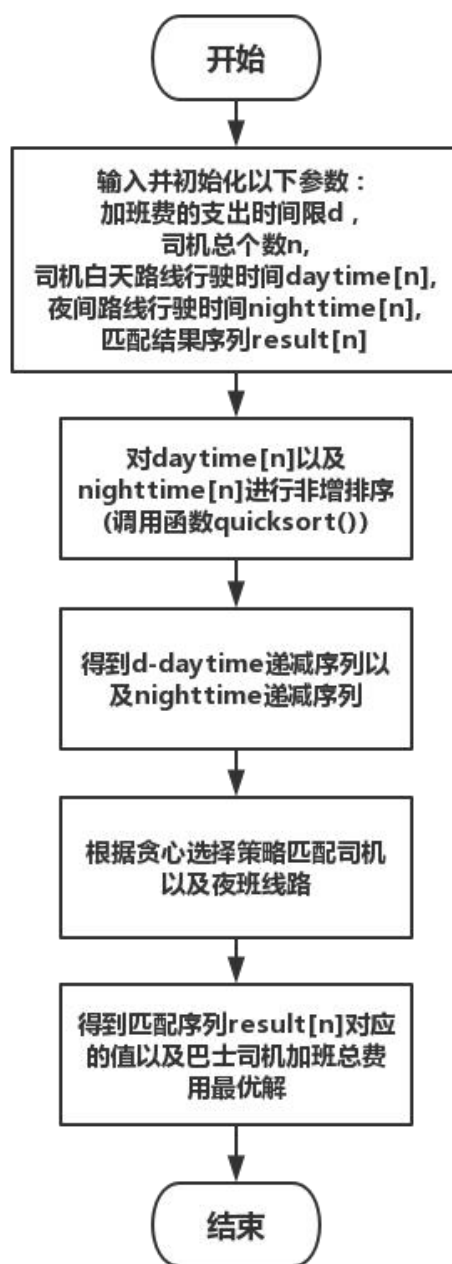 开始
输入并初始化以下参数：
加班费的支出时间限d，
司机总个数n,
司机白天路线行驶时间daytime[n],
夜间路线行驶时间nighttime[n],
匹配结果序列result[n]
对daytime[n]以及
nighttime[n]进行非增排序
(调用函数quicksort())
得到d-daytime递减序列以
及nighttime递减序列
根据贪心选择策略匹配司机
以及夜班线路
得到匹配序列result[n]对应
的值以及巴士司机加班总费
用最优解
结束